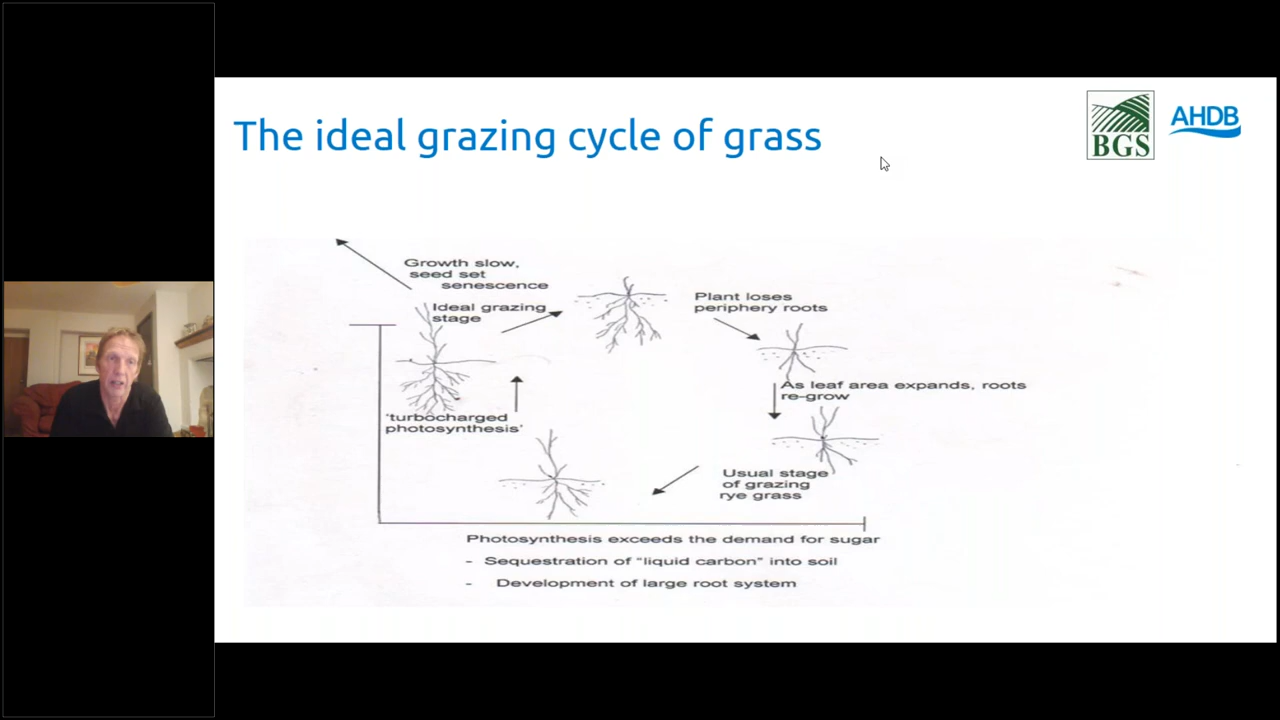 The ideal grazing cycle of grass
BGS
AHDB
Growth slow,
seed set
senescence
Ideal grazing
stage
Plant loses
periphery roots
As leaf area expands, roots
re-grow
'turbocharged
photosynthesis'
Usual stage
of grazing
rye grass
Photosynthesis exceeds the demand for sugar
- Sequestration of "liquid carbon" into soil
- Development of large root system